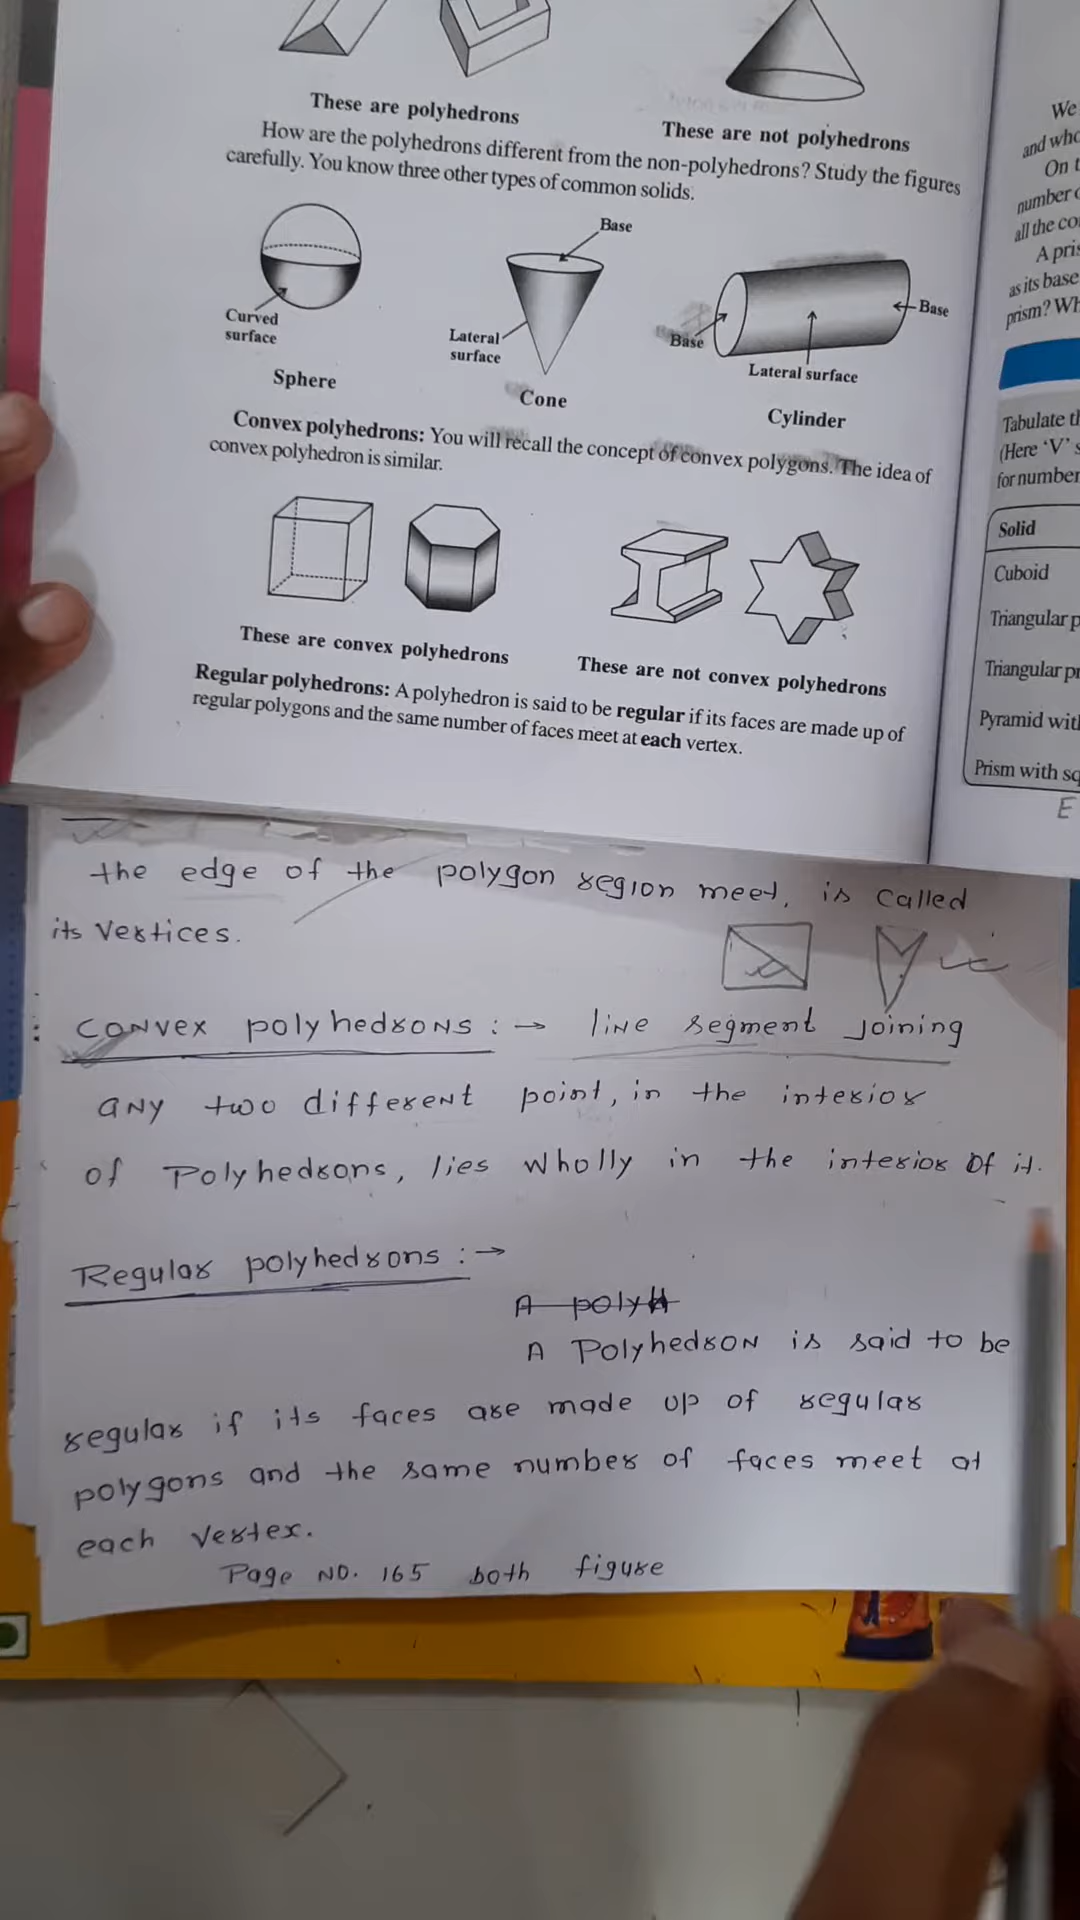 These are polyhedrons
These are not polyhedrons
How are the polyhedrons different from the non-polyhedrons? Study the figures
carefully. You know three other types of common solids.
Base
Curved
surface
Lateral
surface
Base
Base
Lateral surface
Sphere
Cone
Cylinder
Convex polyhedrons: You will recall the concept of convex polygons. The idea of
convex polyhedron is similar.
These are convex polyhedrons
These are not convex polyhedrons
Regular polyhedrons: A polyhedron is said to be regular if its faces are made up of
regular polygons and the same number of faces meet at each vertex.
We
and who
On t
number
all the
A
as its base
prism?
Tabulate
(Here 'V'
for number
Solid
Cuboid
Triangular
Triangular
Pyramid
Prism with
E
the edge of the polygon region meet, is called
its vertices.
Convex polyhedrons : → line segment joining
any two different point, in the interior
of Polyhedrons, lies wholly in the interior of it.
Regular polyhedrons : →
A poly
A Polyhedron is said to be
regular if its faces are made up of regular
polygons and the same number of faces meet at
each vertex.
Page No. 165 both figure